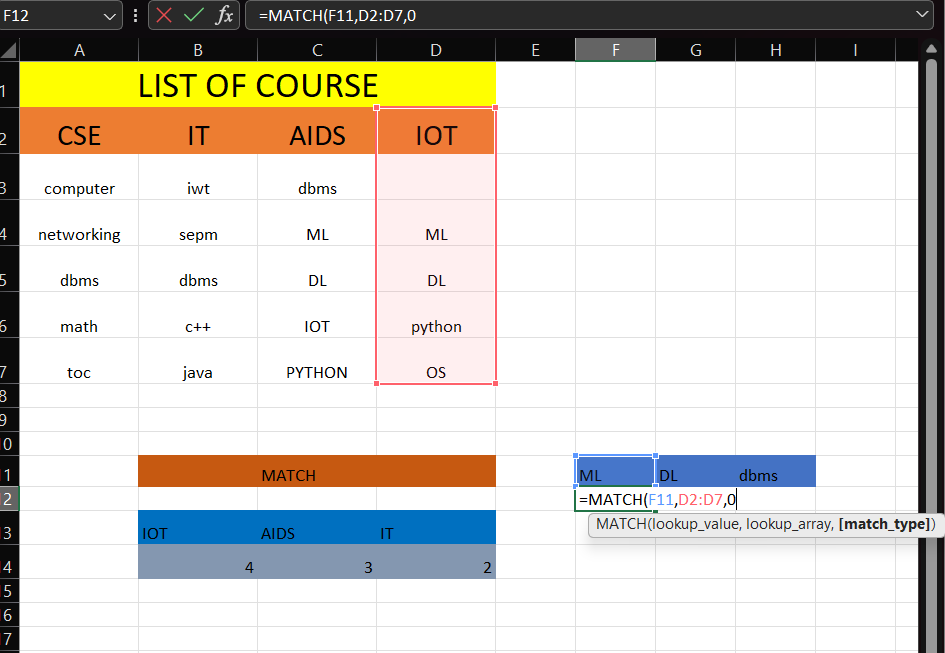 F12 fx =MATCH(F11,D2:D7,0
A B C D E F G H I
1 LIST OF COURSE
2 CSE IT AIDS IOT
3 computer iwt dbms
4 networking sepm ML ML
5 dbms dbms DL DL
6 math c++ IOT python
7 toc java PYTHON OS
8
9
0
1 MATCH ML DL dbms
2 =MATCH(F11,D2:D7,0
3 IOT AIDS IT MATCH(lookup_value, lookup_array, [match_type])
4 4 3 2
5
6
7